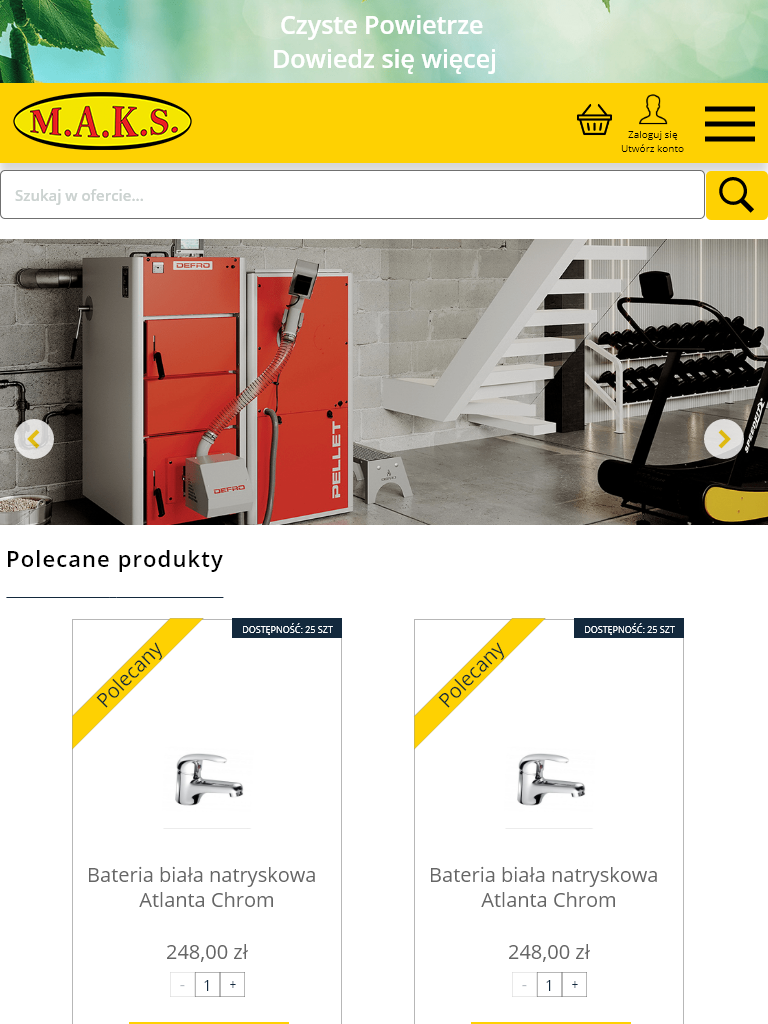 Czyste Powietrze
Dowiedz się więcej
M.A.K.S.
Zaloguj się
Utwórz konto
Szukaj w ofercie...
DEFRO
PELLET
DEFRO
Polecane produkty
DOSTĘPNOŚĆ: 25 SZT
Polecany
Bateria biała natryskowa
Atlanta Chrom
248,00 zł
- 1 +
DOSTĘPNOŚĆ: 25 SZT
Polecany
Bateria biała natryskowa
Atlanta Chrom
248,00 zł
- 1 +